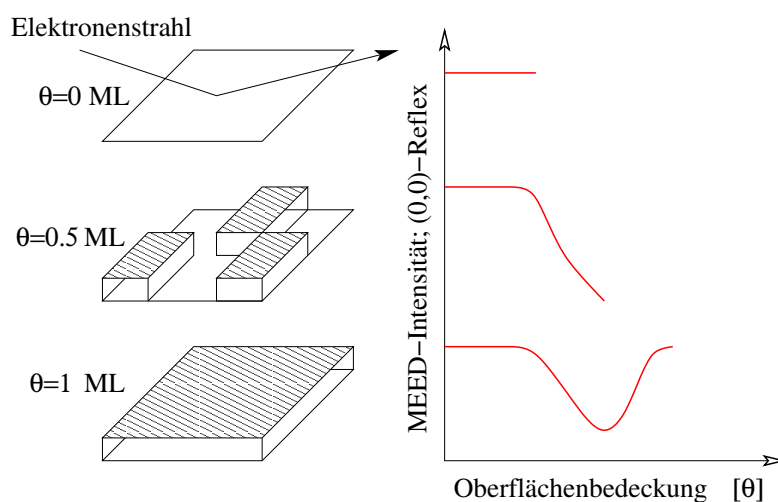 Elektronenstrahl
θ=0 ML
θ=0.5 ML
θ=1 ML
MEED−Intensität; (0,0)−Reflex
Oberflächenbedeckung [θ]